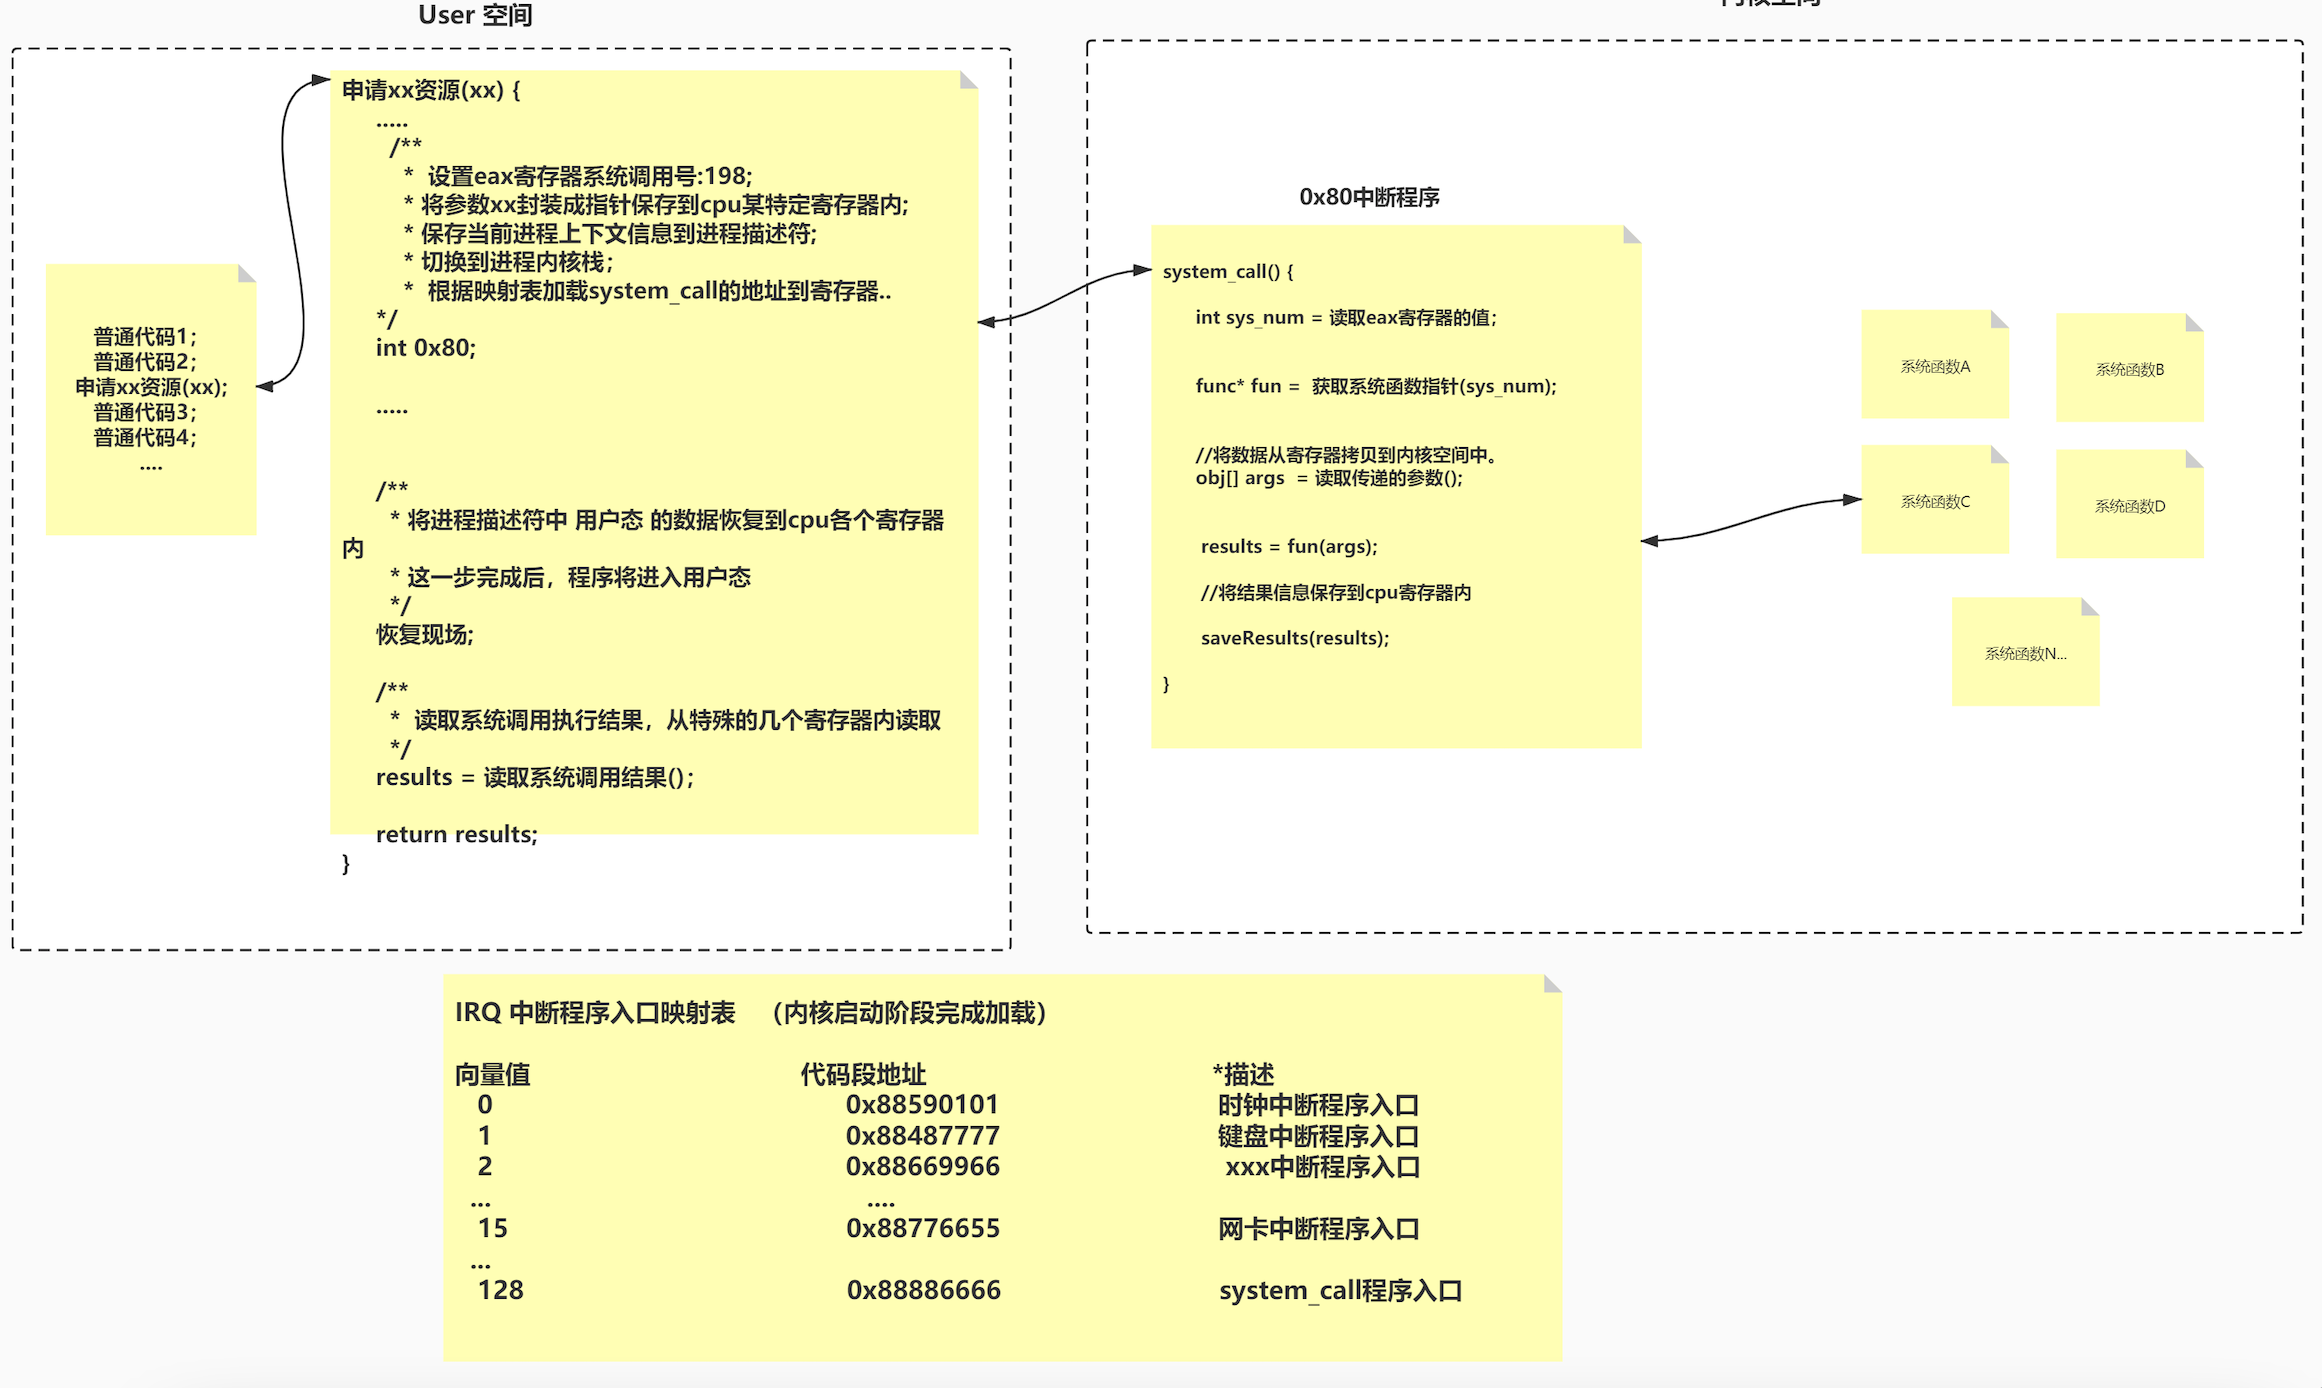 User 空间
申请xx资源(xx) {
.....
/**
* 设置eax寄存器系统调用号:198;
* 将参数xx封装成指针保存到cpu某特定寄存器内;
* 保存当前进程上下文信息到进程描述符;
* 切换到进程内核栈;
* 根据映射表加载system_call的地址到寄存器..
*/
int 0x80;
.....
/**
* 将进程描述符中 用户态 的数据恢复到cpu各个寄存器
内
* 这一步完成后，程序将进入用户态
*/
恢复现场;
/**
* 读取系统调用执行结果，从特殊的几个寄存器内读取
*/
results = 读取系统调用结果();
return results;
}
普通代码1;
普通代码2;
申请xx资源(xx);
普通代码3;
普通代码4;
....
0x80中断程序
system_call() {
int sys_num = 读取eax寄存器的值;
func* fun = 获取系统函数指针(sys_num);
//将数据从寄存器拷贝到内核空间中。
obj[] args = 读取传递的参数();
results = fun(args);
//将结果信息保存到cpu寄存器内
saveResults(results);
}
系统函数A
系统函数B
系统函数C
系统函数D
系统函数N...
IRQ 中断程序入口映射表 （内核启动阶段完成加载）
向量值 代码段地址 *描述
0 0x88590101 时钟中断程序入口
1 0x88487777 键盘中断程序入口
2 0x88669966 xxx中断程序入口
... ....
15 0x88776655 网卡中断程序入口
...
128 0x88886666 system_call程序入口